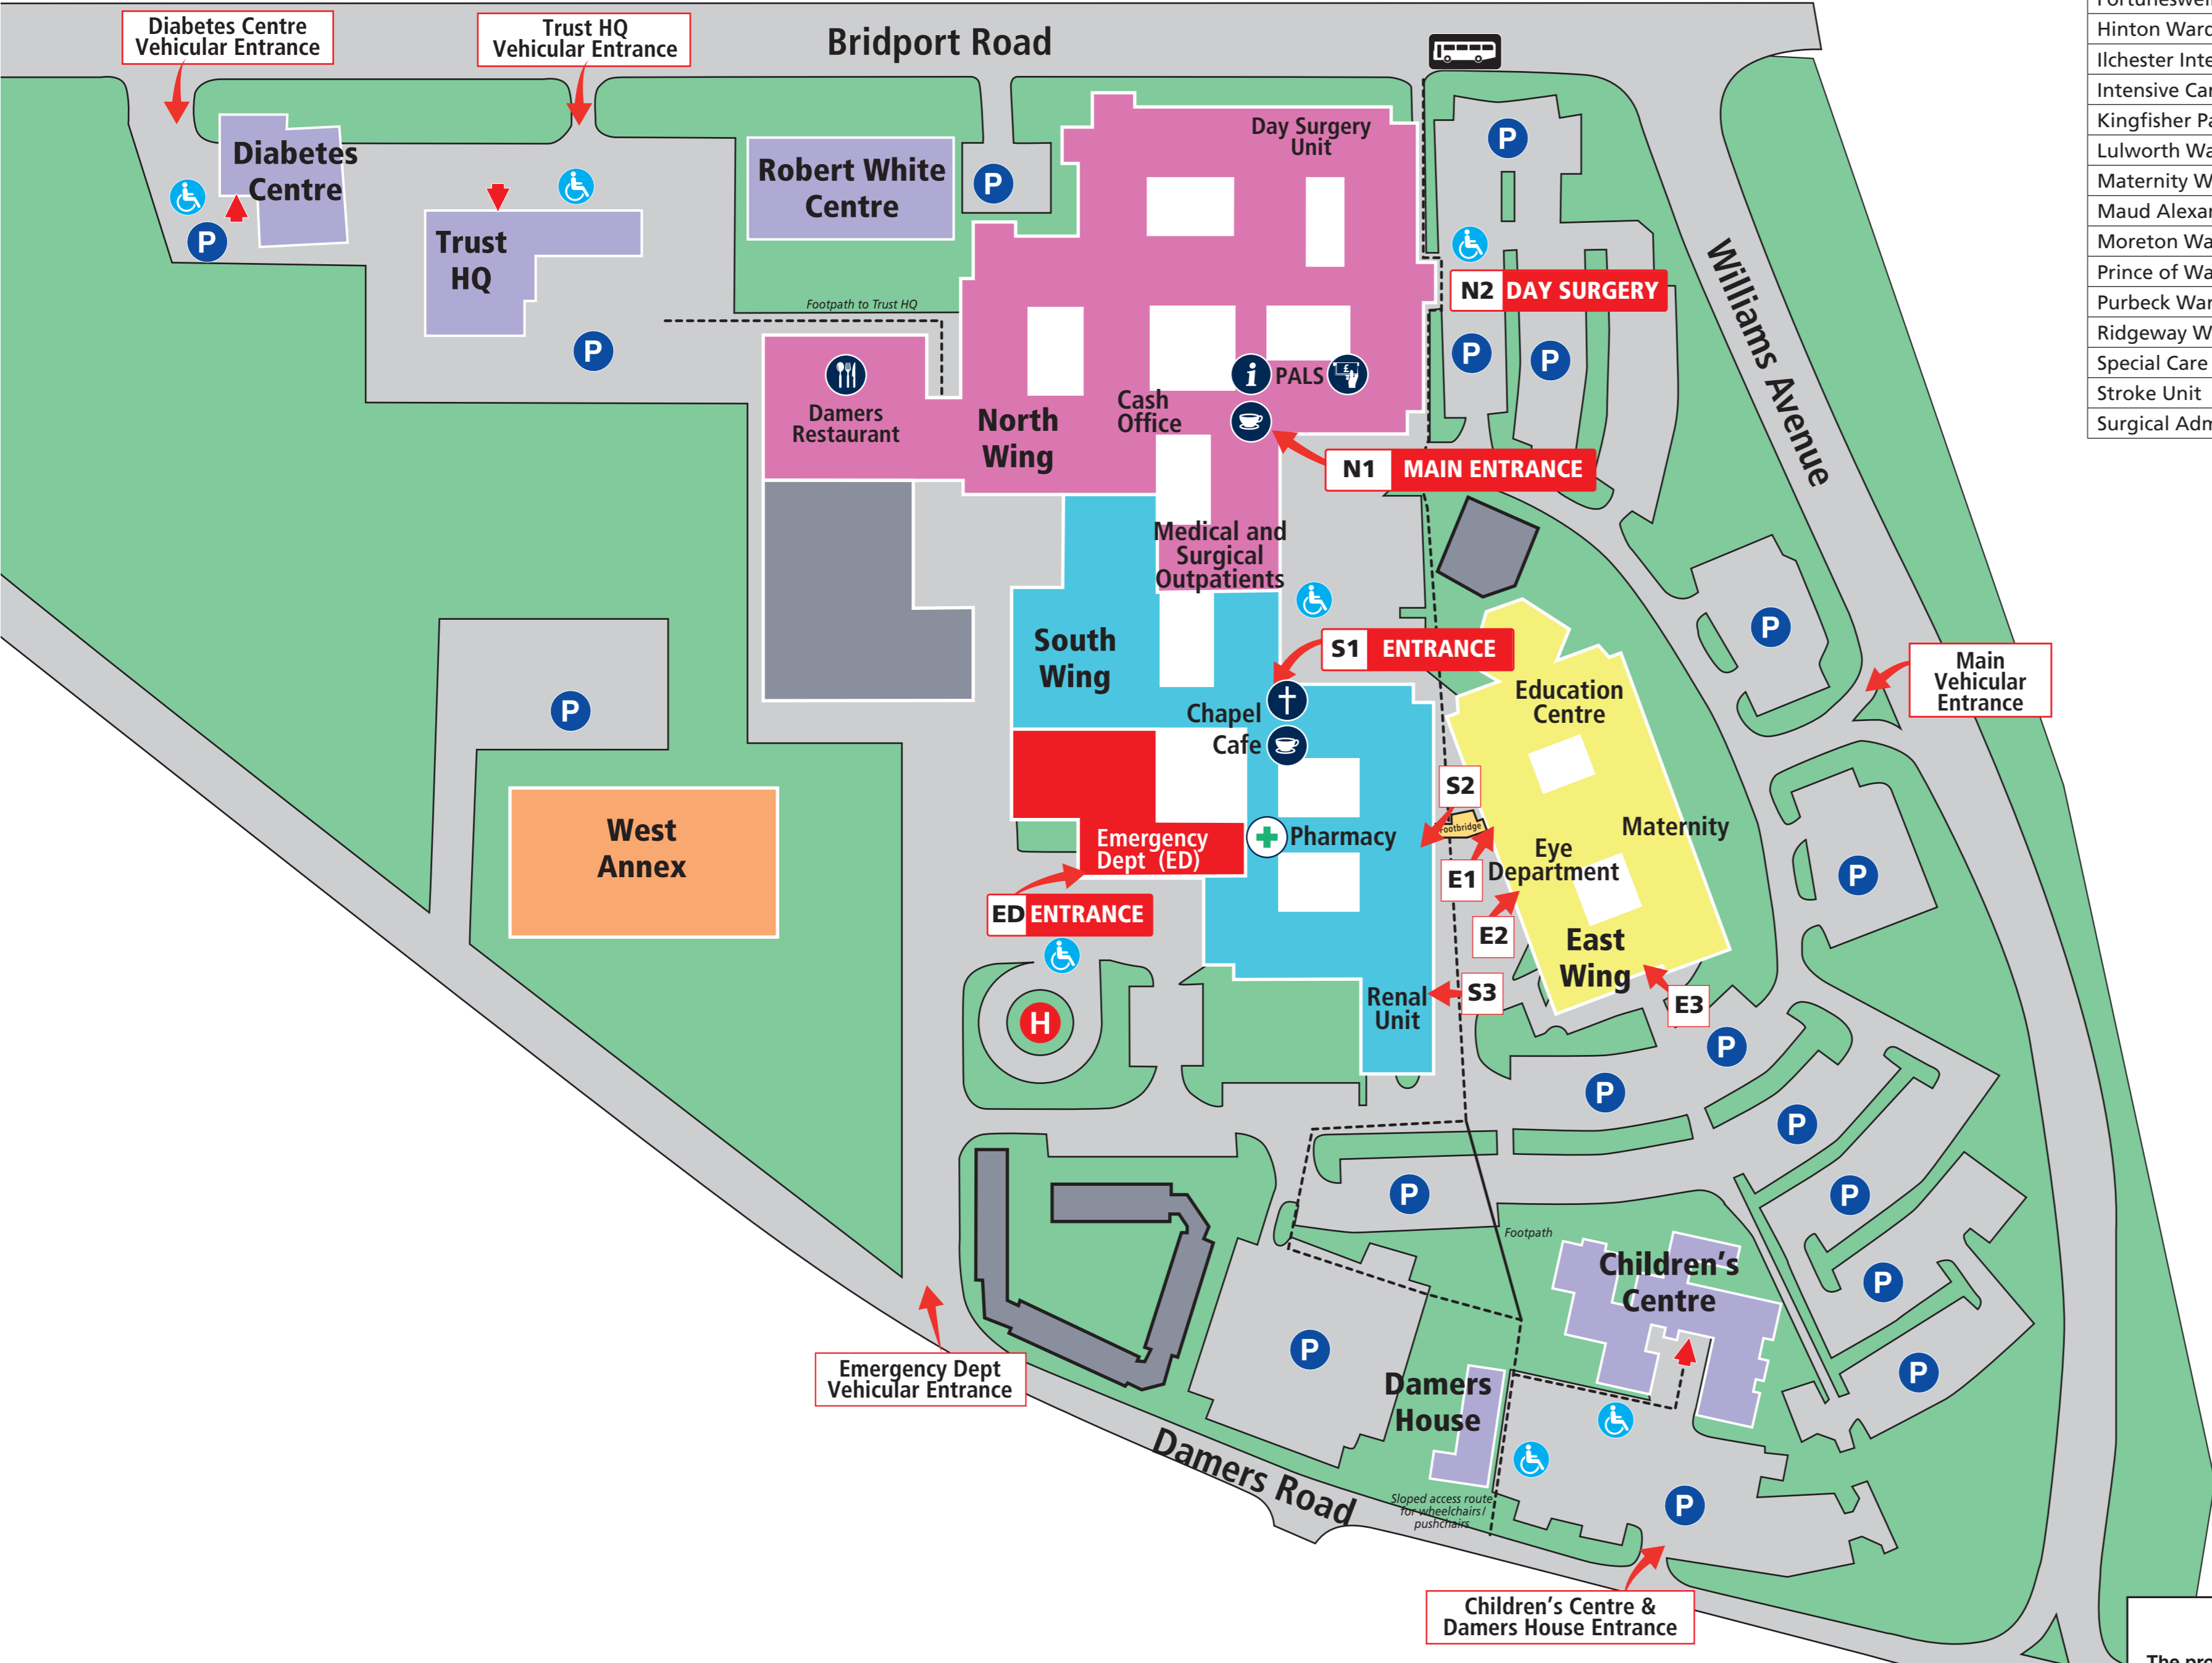 Diabetes Centre
Vehicular Entrance
Trust HQ
Vehicular Entrance
Bridport Road
Hinton Ward
Ilchester Inte
Intensive Car
Kingfisher Pa
Lulworth Wa
Maternity W
Maud Alexan
Moreton Wa
Prince of Wa
Purbeck War
Ridgeway W
Special Care
Stroke Unit
Surgical Adm
Diabetes
Centre
P
Trust
HQ
P
Robert White
Centre
P
Day Surgery
Unit
P
N2 DAY SURGERY
P
P
Williams Avenue
Footpath to Trust HQ
Damers
Restaurant
North
Wing
Cash
Office
i
PALS
£
N1 MAIN ENTRANCE
Medical and
Surgical
Outpatients
South
Wing
S1 ENTRANCE
Chapel
Cafe
P
Main
Vehicular
Entrance
Education
Centre
P
S2
Footbridge
Maternity
Eye
Department
E1
E2
East
Wing
E3
P
West
Annex
Emergency
Dept (ED)
Pharmacy
ED ENTRANCE
H
Renal
Unit
S3
P
P
P
P
P
P
P
Footpath
Children's
Centre
P
Damers
House
Emergency Dept
Vehicular Entrance
Damers Road
Sloped access route
for wheelchairs/
pushchairs
P
Children's Centre &
Damers House Entrance
The pro